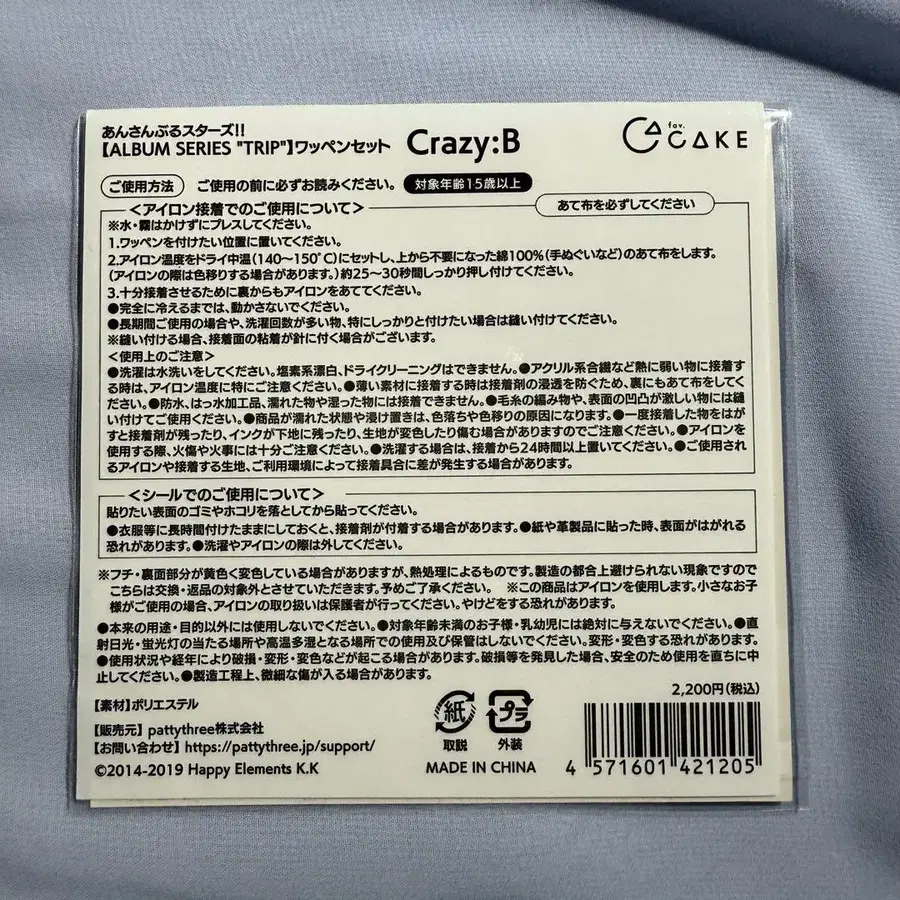 あんさんぶるスターズ!!
【ALBUM SERIES "TRIP"】ワッペンセット Crazy:B
fav.
CAKE
ご使用方法 ご使用の前に必ずお読みください。 対象年齢15歳以上
<アイロン接着でのご使用について> あて布を必ずしてください
※水・霧はかけずにプレスしてください。
1.ワッペンを付けたい位置に置いてください。
2.アイロン温度をドライ中温(140~150℃)にセットし、上から不要になった綿100%(手ぬぐいなど)のあて布をします。
(アイロンの際は色移りする場合があります。)約25~30秒間しっかり押し付けてください。
3.十分接着させるために裏からもアイロンをあててください。
●完全に冷えるまでは、動かさないでください。
●長期間ご使用の場合や、洗濯回数が多い物、特にしっかりと付けたい場合は縫い付けてください。
※縫い付ける場合、接着面の粘着が針に付く場合がございます。
<使用上のご注意>
●洗濯は水洗いをしてください。塩素系漂白、ドライクリーニングはできません。●アクリル系合繊など熱に弱い物に接着す
る時は、アイロン温度に特にご注意ください。●薄い素材に接着する時は接着剤の浸透を防ぐため、裏にもあて布をしてく
ださい。●防水、はっ水加工品、濡れた物や湿った物には接着できません。●毛糸の編み物や、表面の凹凸が激しい物には縫
い付けてご使用ください。●商品が濡れた状態や浸け置きは、色落ちや色移りの原因になります。●一度接着した物をはが
すと接着剤が残ったり、インクが下地に残ったり、生地が変色したり傷む場合がありますのでご注意ください。●アイロンを
使用する際、火傷や火事には十分ご注意ください。●洗濯する場合は、接着から24時間以上置いてください。●ご使用され
るアイロンや接着する生地、ご利用環境によって接着具合に差が発生する場合があります。
<シールでのご使用について>
貼りたい表面のゴミやホコリを落としてから貼ってください。
●衣服等に長時間付けたままにしておくと、接着剤が付着する場合があります。●紙や革製品に貼った時、表面がはがれる
恐れがあります。●洗濯やアイロンの際は外してください。
※フチ・裏面部分が黄色く変色している場合がありますが、熱処理によるものです。製造の都合上避けられない現象ですので
こちらは交換・返品の対象外とさせていただきます。予めご了承ください。 ※この商品はアイロンを使用します。小さなお子
様がご使用の場合、アイロンの取り扱いは保護者が行ってください。やけどをする恐れがあります。
●本来の用途・目的以外には使用しないでください。●対象年齢未満のお子様・乳幼児には絶対に与えないでください。●直
射日光・蛍光灯の当たる場所や高温多湿となる場所での使用及び保管はしないでください。変形・変色する恐れがあります。
●使用状況や経年により破損・変形・変色などが起こる場合があります。破損等を発見した場合、安全のため使用を直ちに中
止してください。●製造工程上、微細な傷が入る場合があります。
2,200円(税込)
【素材】ポリエステル
【販売元】pattythree株式会社
【お問い合わせ】https://pattythree.jp/support/
©2014-2019 Happy Elements K.K
紙 プラ
取説 外装
MADE IN CHINA
4 571601 421205